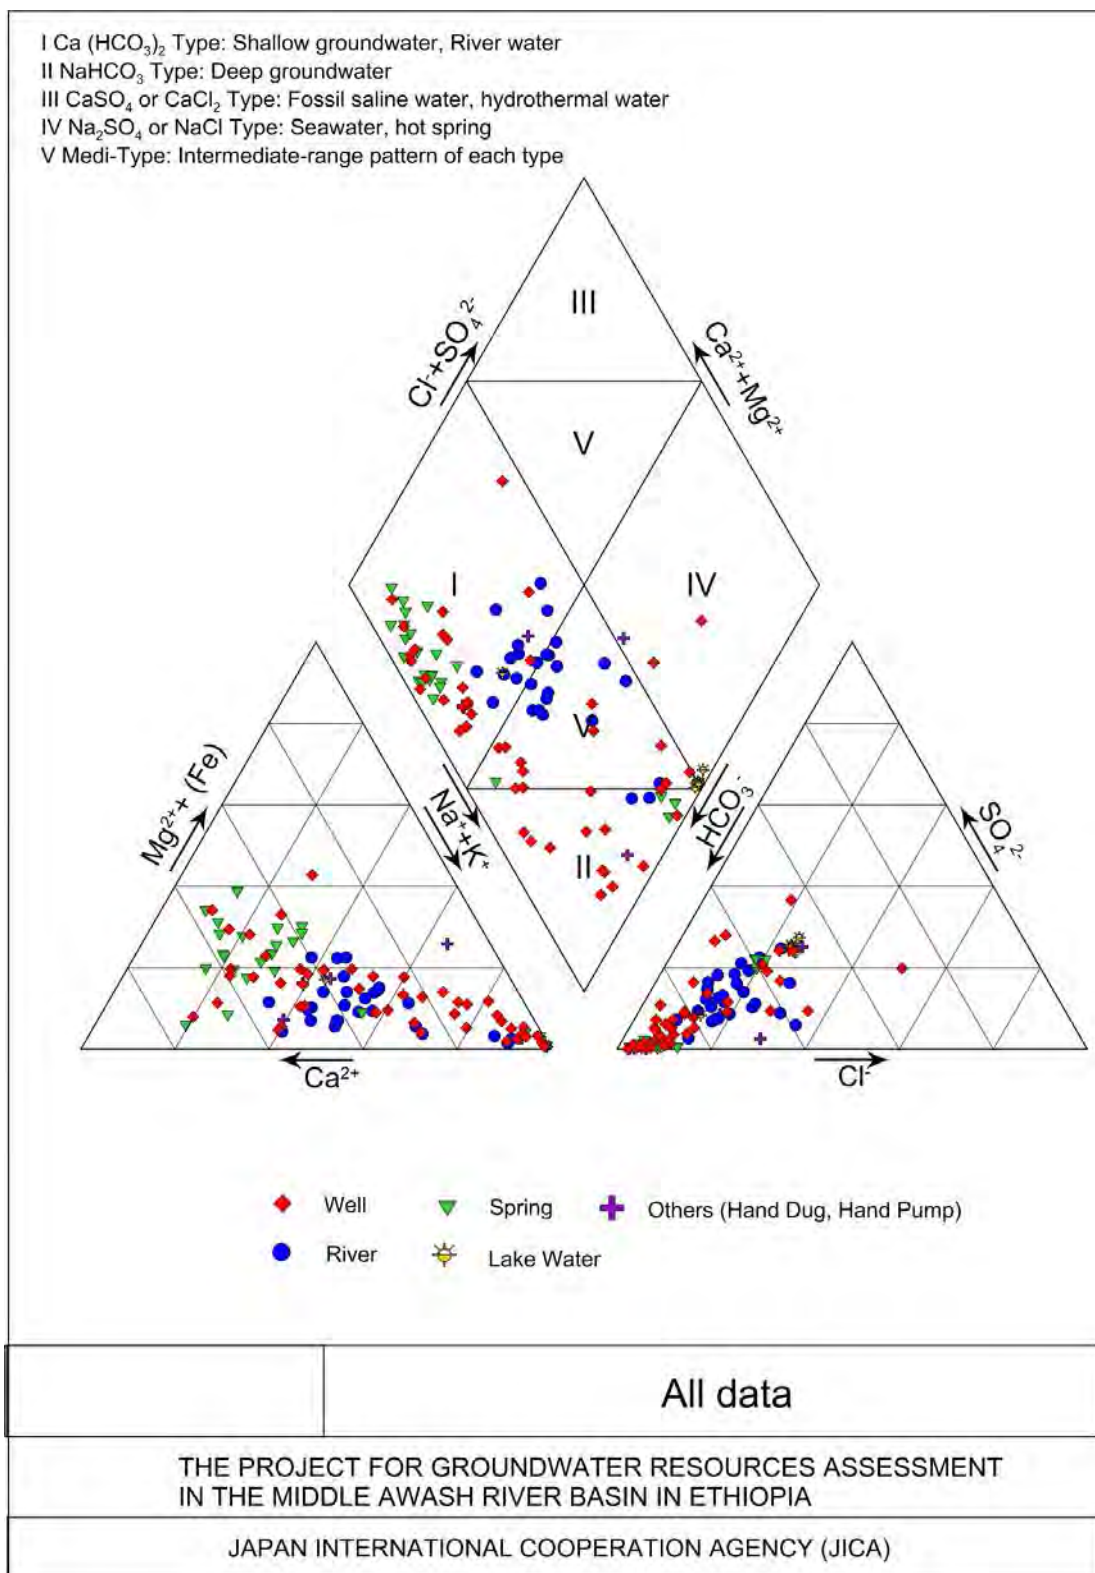 I Ca (HCO₃)₂ Type: Shallow groundwater, River water
II NaHCO₃ Type: Deep groundwater
III CaSO₄ or CaCl₂ Type: Fossil saline water, hydrothermal water
IV Na₂SO₄ or NaCl Type: Seawater, hot spring
V Medi-Type: Intermediate-range pattern of each type
III
Cl⁻+SO₄²⁻
Ca²⁺+Mg²⁺
V
I
IV
V
Mg²⁺+ (Fe)
Na⁺+K⁺
HCO₃⁻
SO₄²⁻
II
Ca²⁺
Cl⁻
Well
Spring
Others (Hand Dug, Hand Pump)
River
Lake Water
All data
THE PROJECT FOR GROUNDWATER RESOURCES ASSESSMENT
IN THE MIDDLE AWASH RIVER BASIN IN ETHIOPIA
JAPAN INTERNATIONAL COOPERATION AGENCY (JICA)